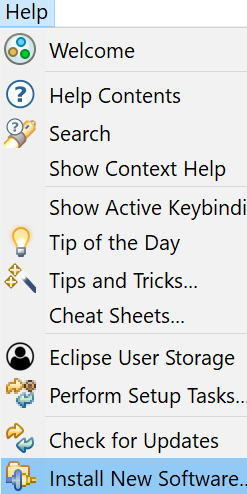 Help
Welcome
Help Contents
Search
Show Context Help
Show Active Keybindi
Tip of the Day
Tips and Tricks...
Cheat Sheets...
Eclipse User Storage
Perform Setup Tasks...
Check for Updates
Install New Software..